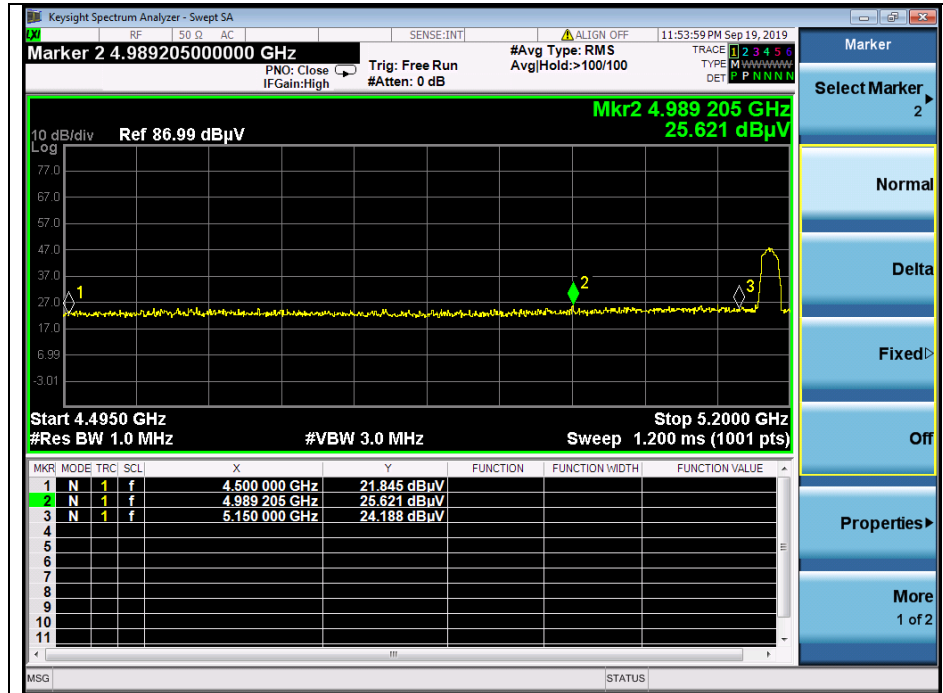 Keysight Spectrum Analyzer - Swept SA
LXI RF 50 Ω AC SENSE:INT ALIGN OFF 11:53:59 PM Sep 19, 2019
Marker 2 4.989205000000 GHz
PNO: Close
IFGain:High
Trig: Free Run
#Atten: 0 dB
#Avg Type: RMS
Avg|Hold:>100/100
TRACE 1 2 3 4 5 6
TYPE M WWWWW
DET P P N N N N
Mkr2 4.989 205 GHz
25.621 dBµV
10 dB/div Ref 86.99 dBµV
Log
77.0
67.0
57.0
47.0
37.0
27.0
17.0
6.99
-3.01
1
2
3
Start 4.4950 GHz Stop 5.2000 GHz
#Res BW 1.0 MHz #VBW 3.0 MHz Sweep 1.200 ms (1001 pts)
MKR MODE TRC SCL X Y FUNCTION FUNCTION WIDTH FUNCTION VALUE
1 N 1 f 4.500 000 GHz 21.845 dBµV
2 N 1 f 4.989 205 GHz 25.621 dBµV
3 N 1 f 5.150 000 GHz 24.188 dBµV
4
5
6
7
8
9
10
11
MSG STATUS
Marker
Select Marker
2
Normal
Delta
Fixed
Off
Properties
More
1 of 2